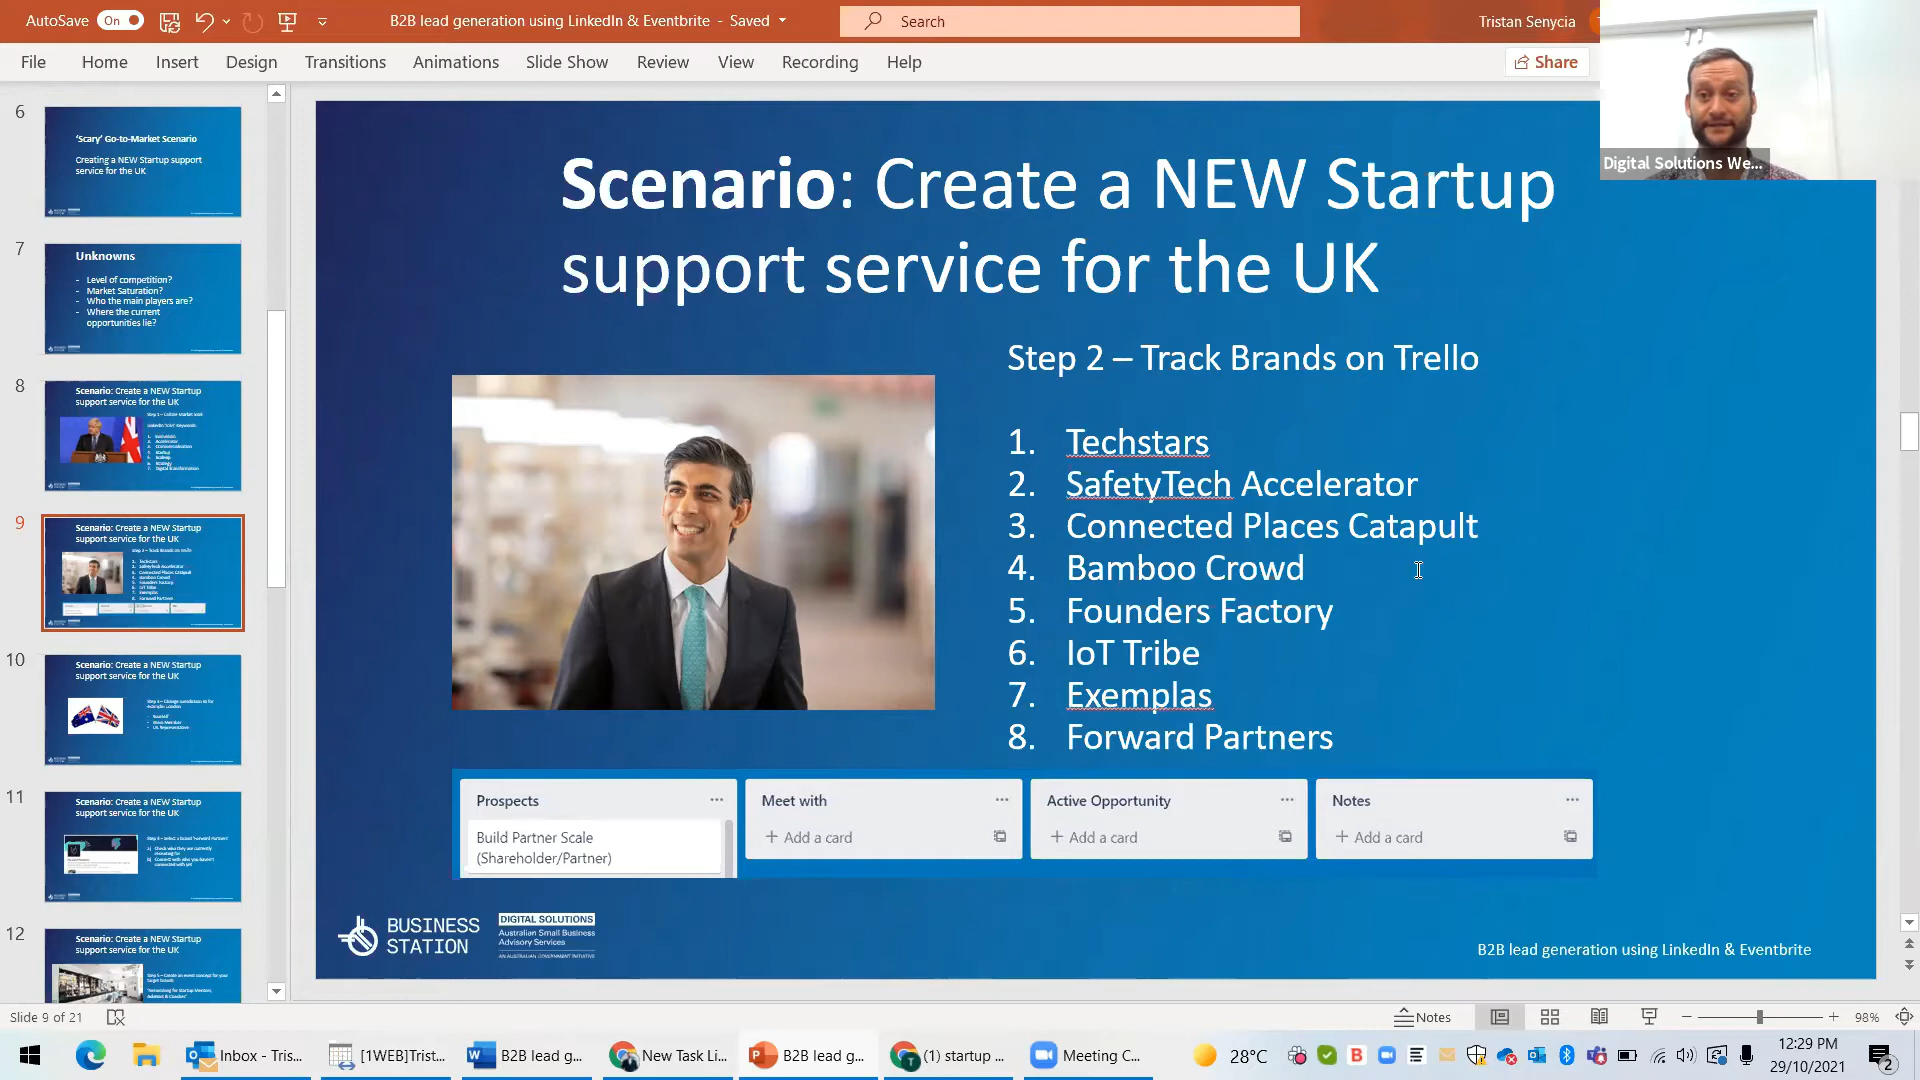 AutoSave On
B2B lead generation using LinkedIn & Eventbrite - Saved
Search
Tristan Senycia
File Home Insert Design Transitions Animations Slide Show Review View Recording Help
Share
Digital Solutions We...
6
'Scary' Go-to-Market Scenario
Creating a NEW Startup support
service for the UK
7
Unknowns
- Level of competition?
- Market Saturation?
- Who the main players are?
- Where the current
opportunities lie?
8
Scenario: Create a NEW Startup
support service for the UK
9
Scenario: Create a NEW Startup
support service for the UK
10
Scenario: Create a NEW Startup
support service for the UK
11
Scenario: Create a NEW Startup
support service for the UK
12
Scenario: Create a NEW Startup
support service for the UK
Scenario: Create a NEW Startup
support service for the UK
Step 2 – Track Brands on Trello
1. Techstars
2. SafetyTech Accelerator
3. Connected Places Catapult
4. Bamboo Crowd
5. Founders Factory
6. IoT Tribe
7. Exemplas
8. Forward Partners
Prospects ...
Build Partner Scale
(Shareholder/Partner)
Meet with ...
+ Add a card
Active Opportunity ...
+ Add a card
Notes ...
+ Add a card
BUSINESS
STATION
DIGITAL SOLUTIONS
Australian Small Business
Advisory Services
AN AUSTRALIAN GOVERNMENT INITIATIVE
B2B lead generation using LinkedIn & Eventbrite
Slide 9 of 21
Notes
98%
Inbox - Tris...
[1WEB]Trist...
B2B lead g...
New Task Li...
B2B lead g...
(1) startup ...
Meeting C...
28°C
12:29 PM
29/10/2021
2